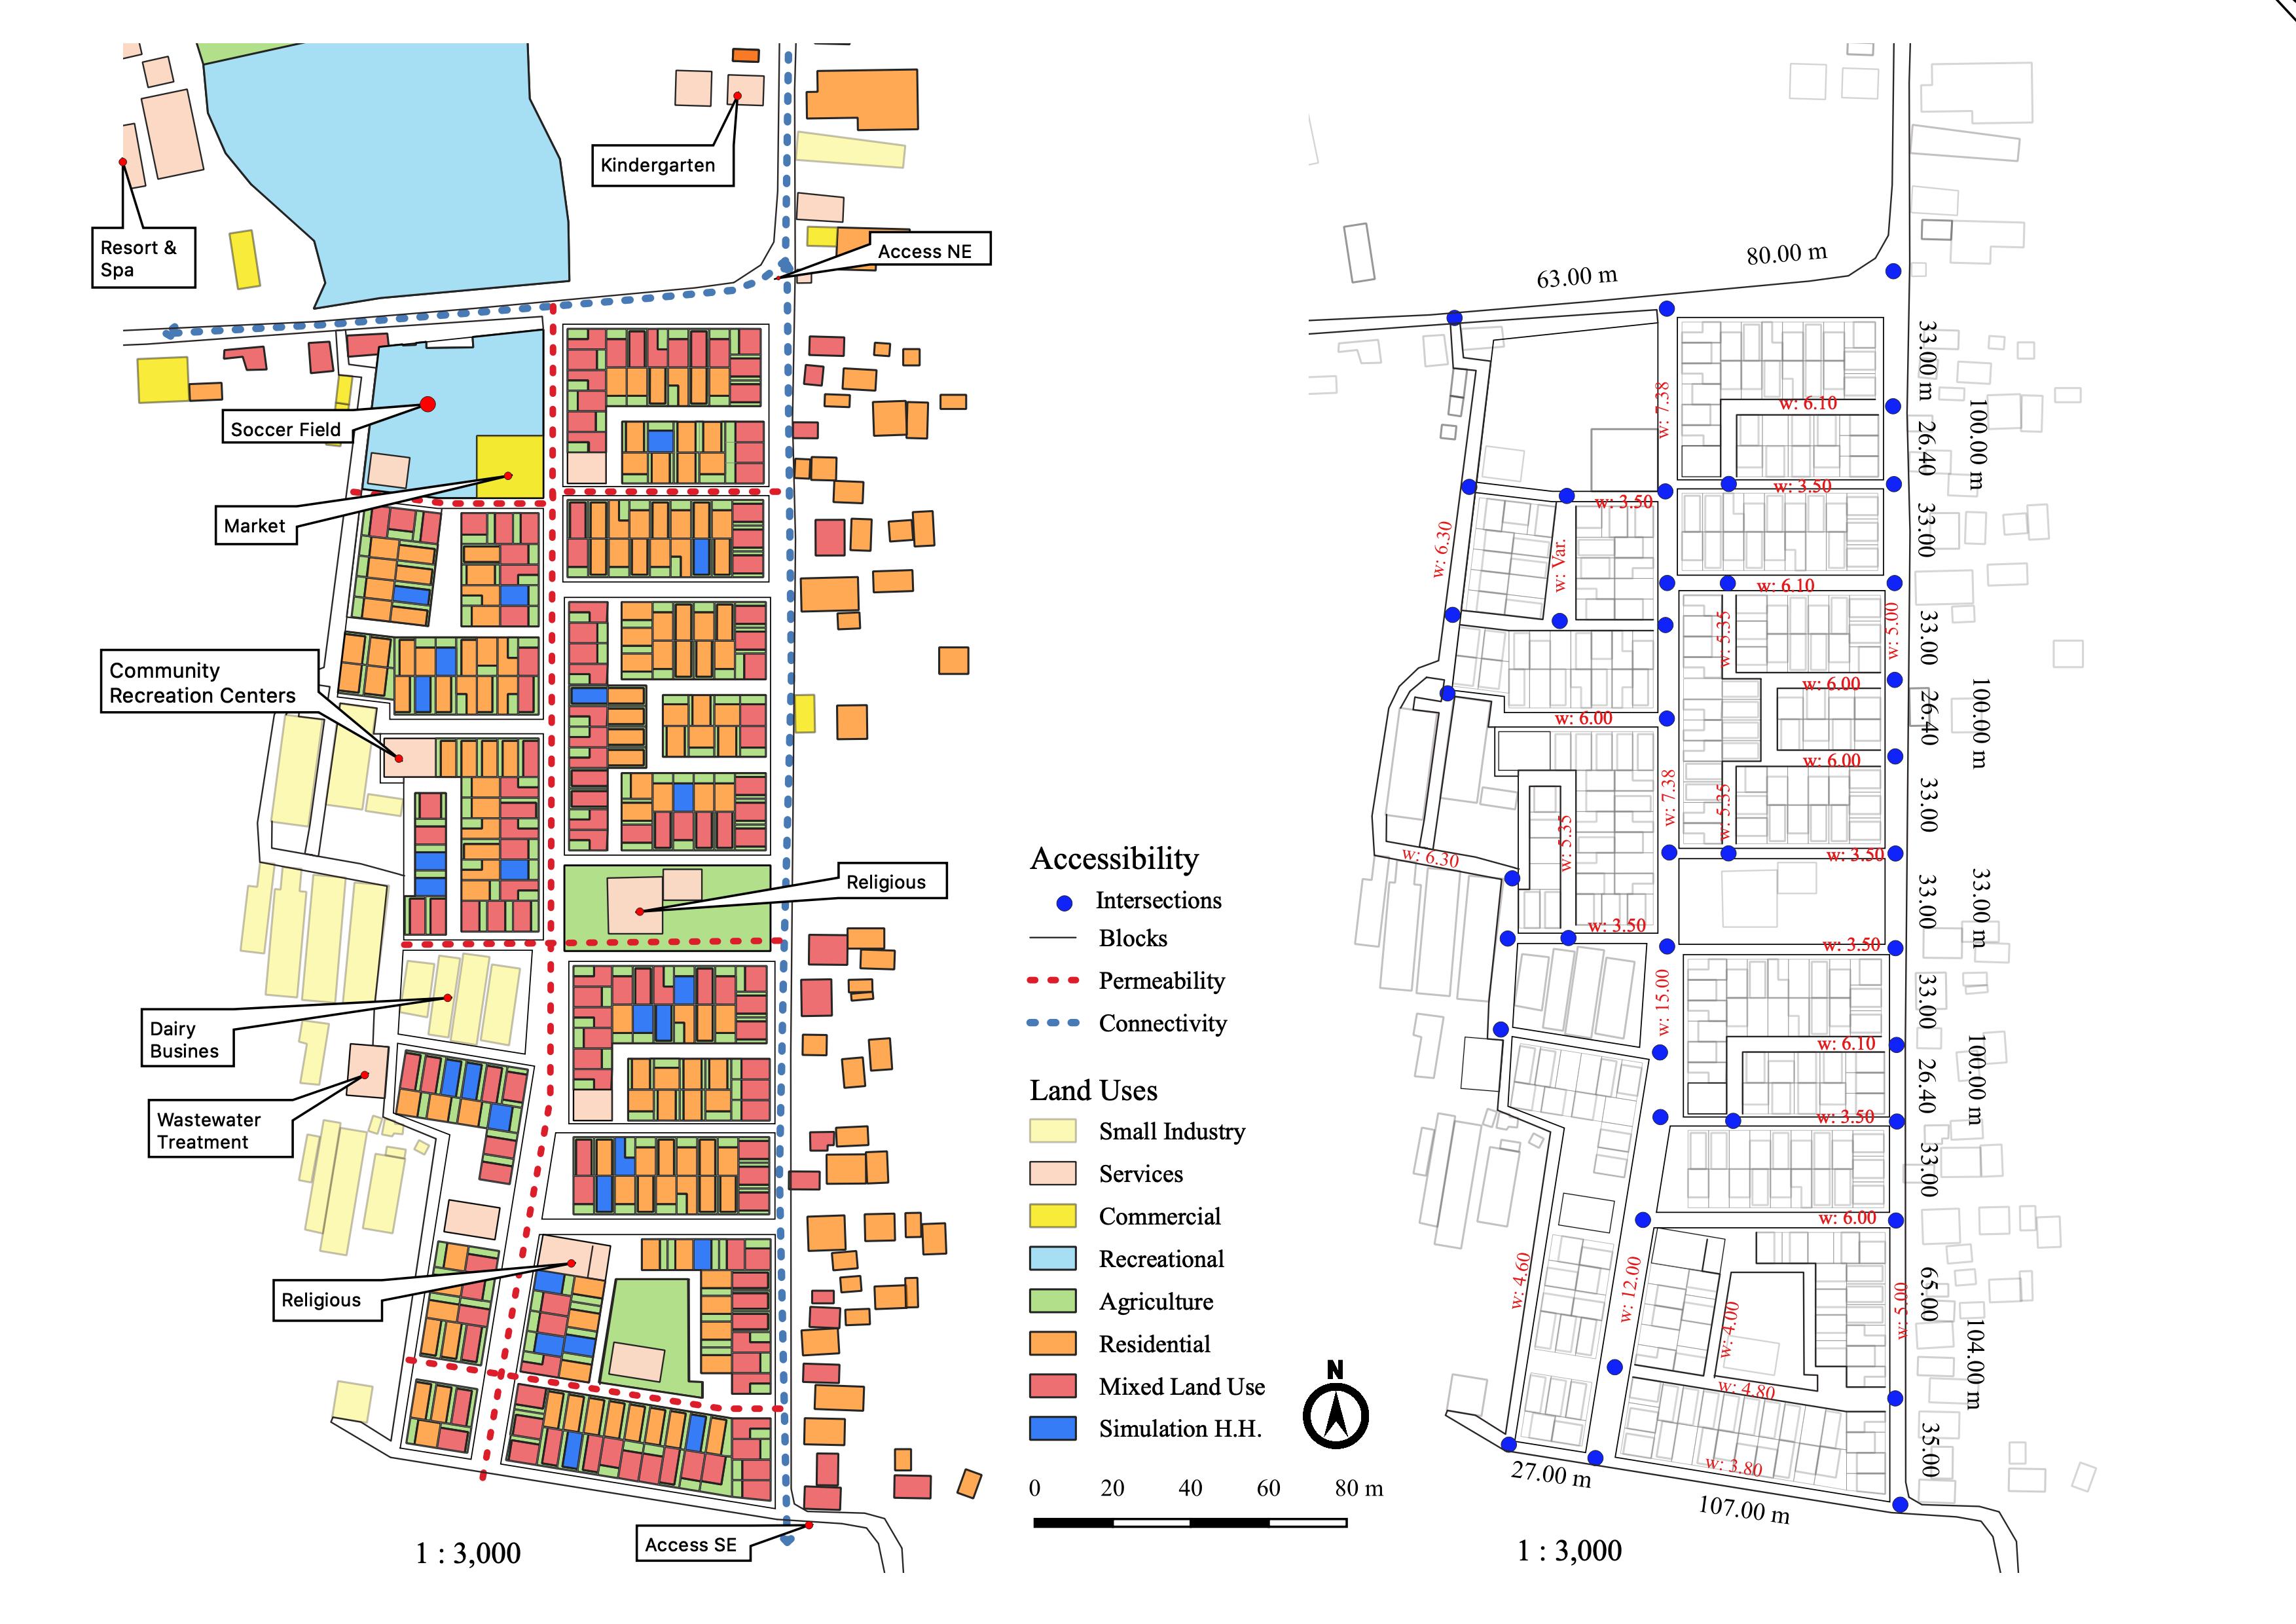 Kindergarten
Resort &
Spa
Access NE
Soccer Field
Market
Community
Recreation Centers
Religious
Dairy
Busines
Wastewater
Treatment
Religious
Access SE
1 : 3,000
Accessibility
Intersections
Blocks
Permeability
Connectivity
Land Uses
Small Industry
Services
Commercial
Recreational
Agriculture
Residential
Mixed Land Use
Simulation H.H.
N
0 20 40 60 80 m
63.00 m
80.00 m
33.00 m
w: 7.38
w: 6.10
26.40
100.00 m
w: 3.50
w: 3.50
w: 6.30
w: Var.
33.00
w: 6.10
w: 5.35
w: 5.00
33.00
w: 6.00
w: 6.00
26.40
100.00 m
w: 6.00
w: 7.38
w: 5.35
33.00
w: 5.35
w: 6.30
w: 3.50
33.00
33.00 m
w: 3.50
w: 3.50
w: 15.00
33.00
w: 6.10
26.40
100.00 m
w: 3.50
33.00
w: 6.00
w: 4.60
w: 12.00
w: 4.00
65.00
w: 5.00
104.00 m
w: 4.80
35.00
w: 3.80
27.00 m
107.00 m
1 : 3,000